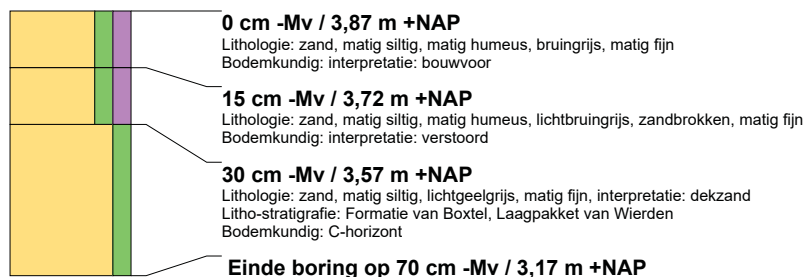 0 cm -Mv / 3,87 m +NAP
Lithologie: zand, matig siltig, matig humeus, bruingrijs, matig fijn
Bodemkundig: interpretatie: bouwvoor
15 cm -Mv / 3,72 m +NAP
Lithologie: zand, matig siltig, matig humeus, lichtbruingrijs, zandbrokken, matig fijn
Bodemkundig: interpretatie: verstoord
30 cm -Mv / 3,57 m +NAP
Lithologie: zand, matig siltig, lichtgeelgrijs, matig fijn, interpretatie: dekzand
Litho-stratigrafie: Formatie van Boxtel, Laagpakket van Wierden
Bodemkundig: C-horizont
Einde boring op 70 cm -Mv / 3,17 m +NAP